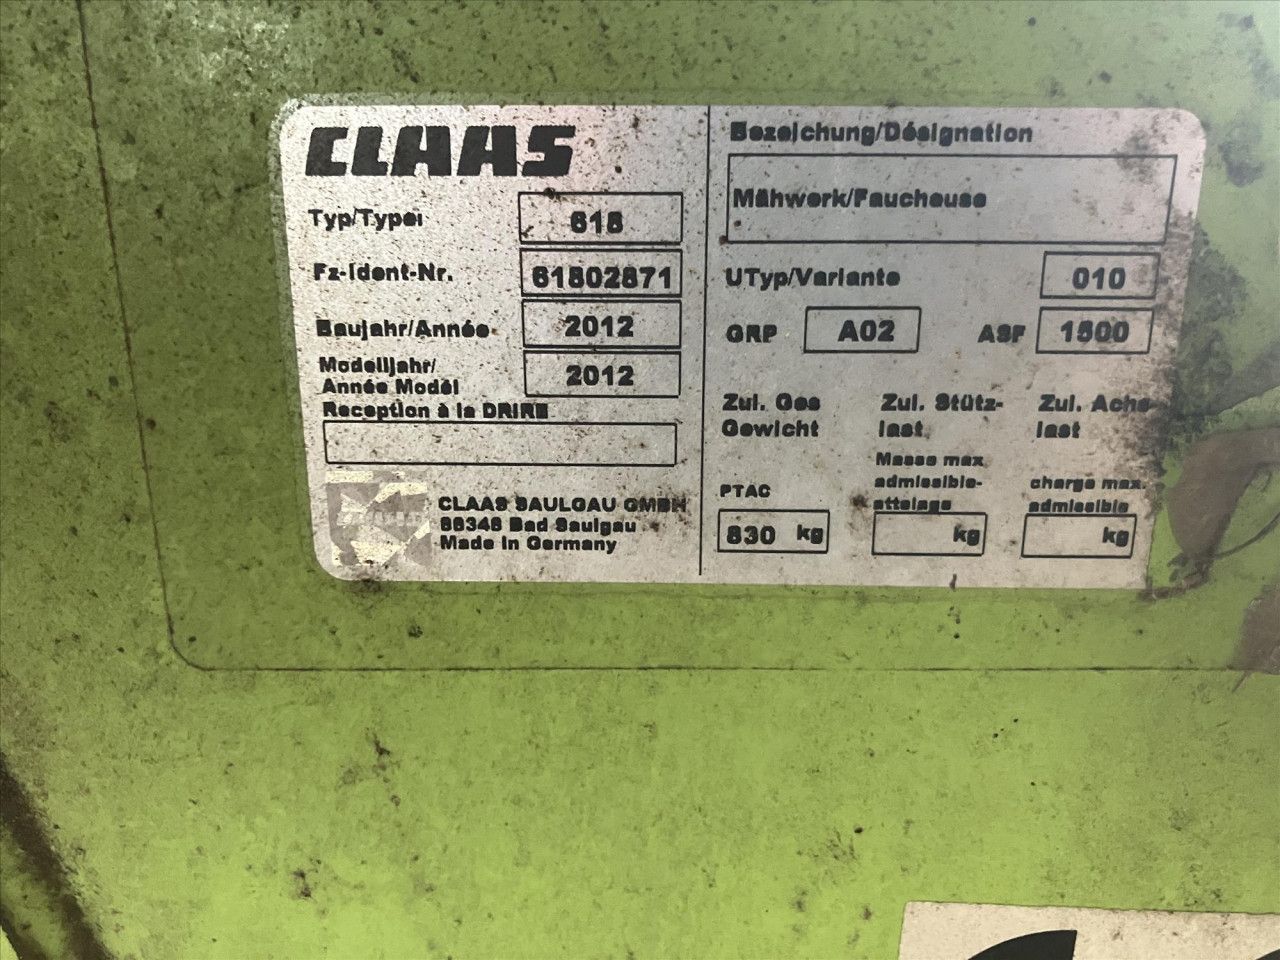 CLAAS
Typ/Type:
618
Fz-Ident-Nr.
61802871
Baujahr/Année
2012
Modelljahr/
Année Modèl
2012
Reception à la DRIRE
CLAAS SAULGAU GMBH
88348 Bad Saulgau
Made in Germany
Bezeichung/Désignation
Mähwerk/Faucheuse
UTyp/Variante
010
GRP
A02
ASF
1500
Zul. Ges
Gewicht
PTAC
830 kg
Zul. Stütz-
last
Masse max
admissible-
attelage
kg
Zul. Achs-
last
charge max.
admissible
kg